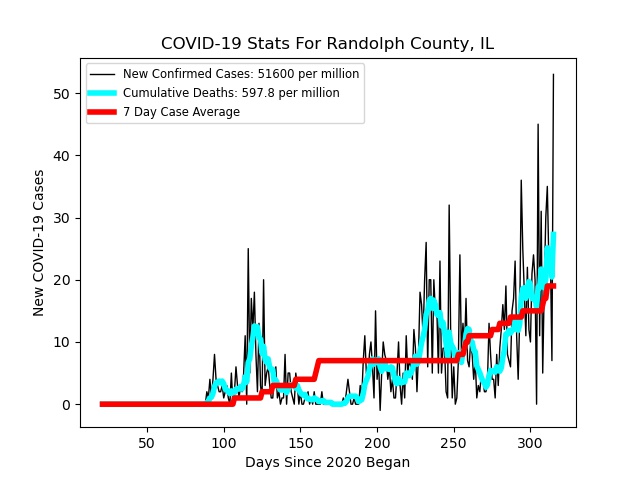 COVID-19 Stats For Randolph County, IL
New Confirmed Cases: 51600 per million
Cumulative Deaths: 597.8 per million
7 Day Case Average
New COVID-19 Cases
50
40
30
20
10
0
50 100 150 200 250 300
Days Since 2020 Began